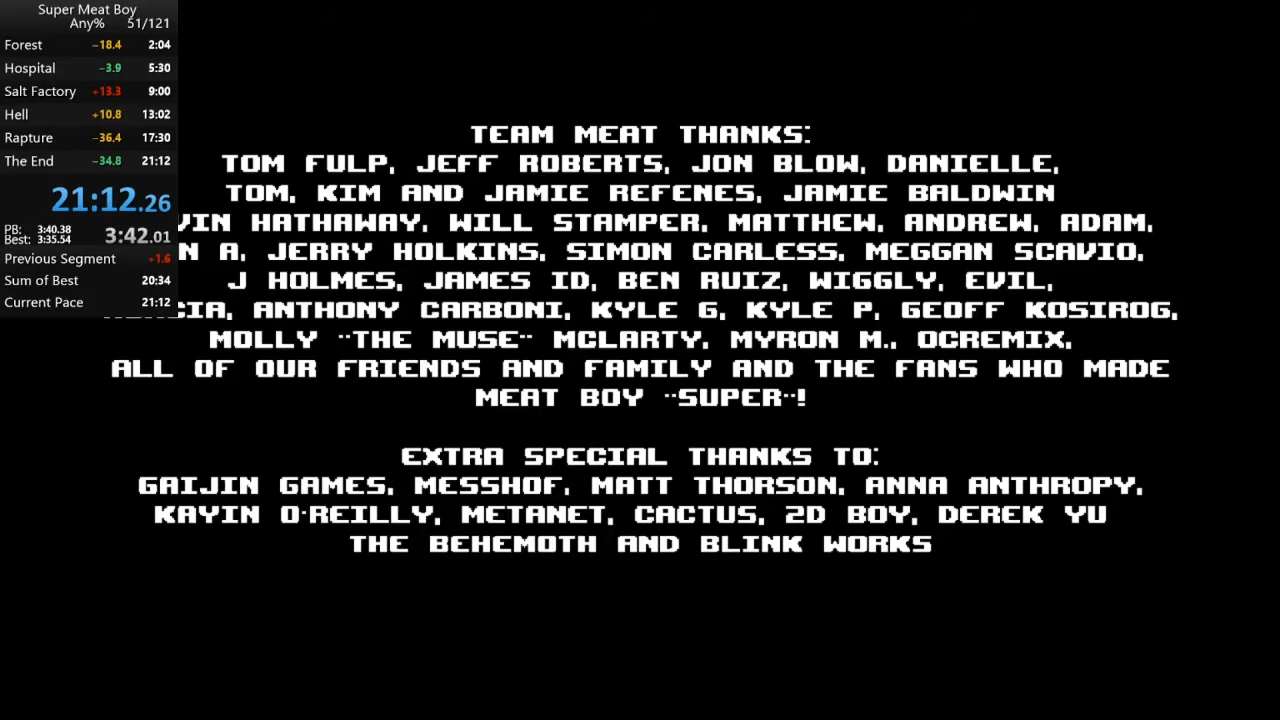 Super Meat Boy
Any% 51/121
Forest −18.4 2:04
Hospital −3.9 5:30
Salt Factory +13.3 9:00
Hell +10.8 13:02
Rapture −36.4 17:30
The End −34.8 21:12
21:12.26
PB: 3:40.38
Best: 3:35.54
3:42.01
Previous Segment +1.6
Sum of Best 20:34
Current Pace 21:12
TEAM MEAT THANKS:
TOM FULP, JEFF ROBERTS, JON BLOW, DANIELLE,
TOM, KIM AND JAMIE REFENES, JAMIE BALDWIN
VIN HATHAWAY, WILL STAMPER, MATTHEW, ANDREW, ADAM,
N A, JERRY HOLKINS, SIMON CARLESS, MEGGAN SCAVIO,
J HOLMES, JAMES ID, BEN RUIZ, WIGGLY, EVIL,
CIA, ANTHONY CARBONI, KYLE G, KYLE P, GEOFF KOSIROG,
MOLLY "THE MUSE" MCLARTY, MYRON M., OCREMIX,
ALL OF OUR FRIENDS AND FAMILY AND THE FANS WHO MADE
MEAT BOY "SUPER"!
EXTRA SPECIAL THANKS TO:
GAIJIN GAMES, MESSHOF, MATT THORSON, ANNA ANTHROPY,
KAYIN O'REILLY, METANET, CACTUS, 2D BOY, DEREK YU
THE BEHEMOTH AND BLINK WORKS